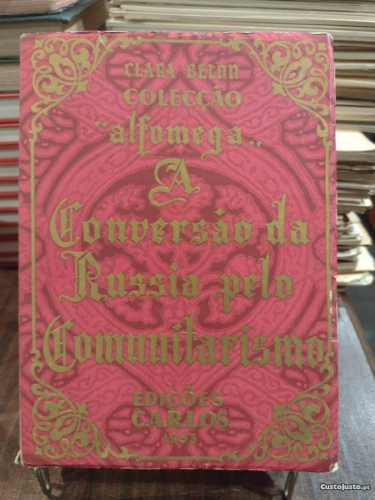 CLARA BELON
COLECÇÃO
"alfomega"
A
Conversão da
Russia pelo
Comunitarismo
EDIÇÕES
CARLOS
CustoJusto.pt